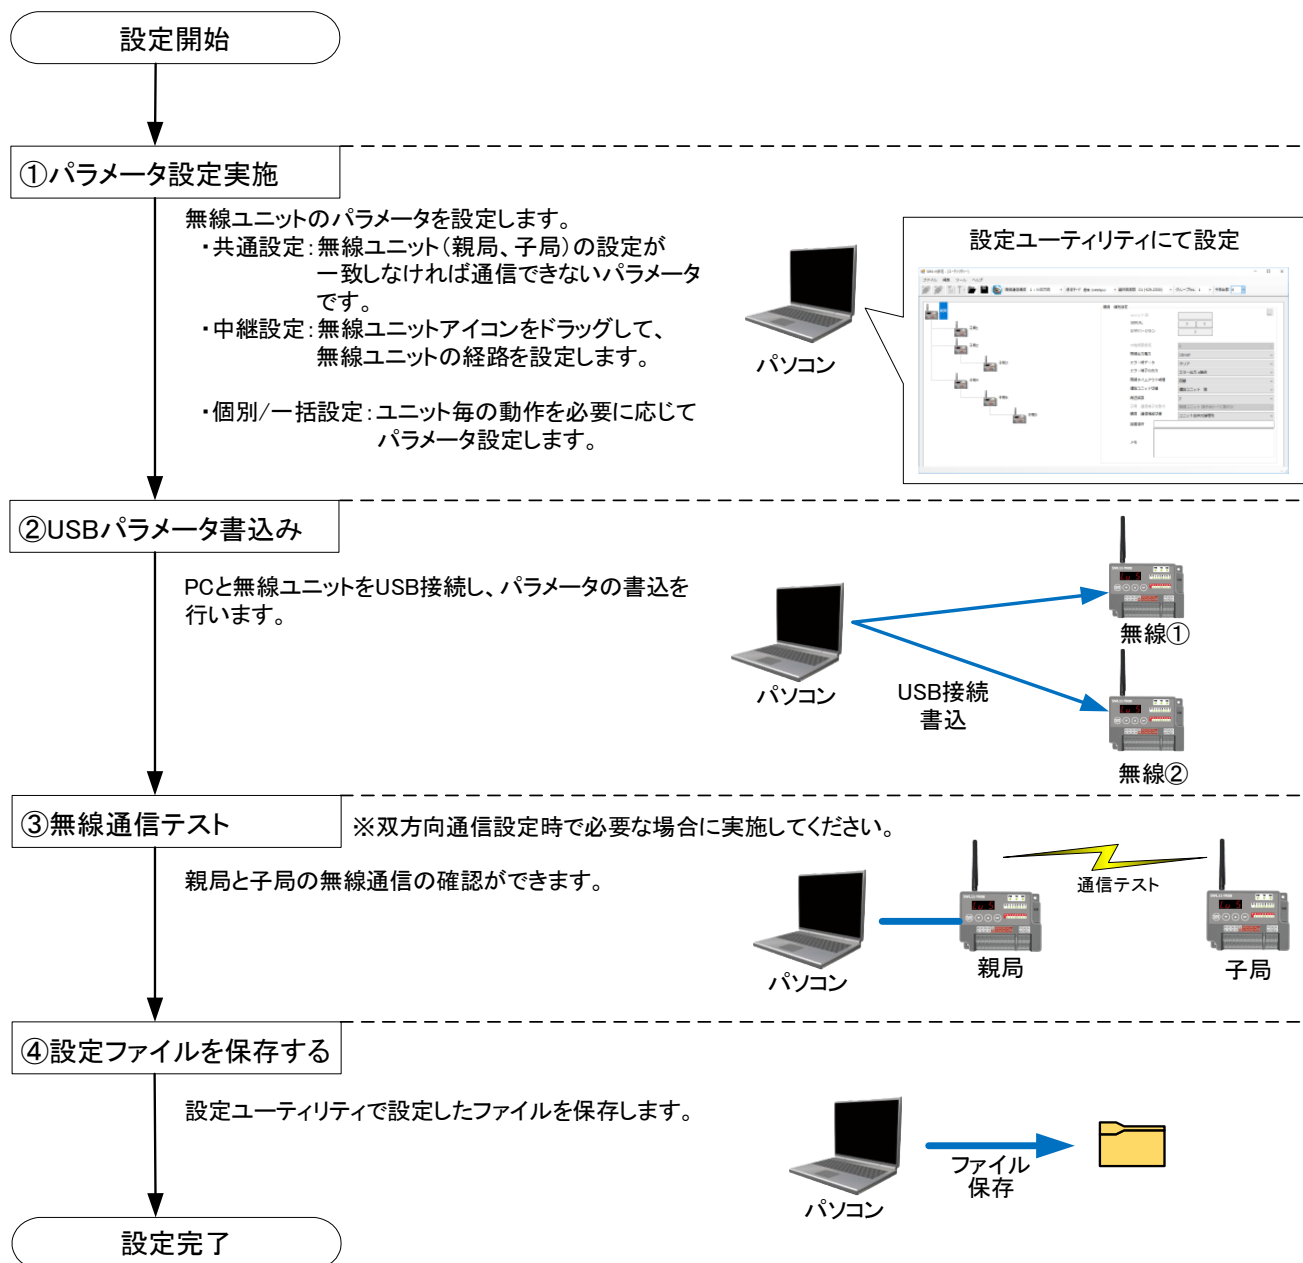 設定開始
①パラメータ設定実施
無線ユニットのパラメータを設定します。
・共通設定：無線ユニット（親局、子局）の設定が
一致しなければ通信できないパラメータ
です。
・中継設定：無線ユニットアイコンをドラッグして、
無線ユニットの経路を設定します。
・個別/一括設定：ユニット毎の動作を必要に応じて
パラメータ設定します。
パソコン
設定ユーティリティにて設定
ファイル 編集 ツール ヘルプ
②USBパラメータ書込み
PCと無線ユニットをUSB接続し、パラメータの書込を
行います。
パソコン
USB接続
書込
無線①
無線②
③無線通信テスト
※双方向通信設定時で必要な場合に実施してください。
親局と子局の無線通信の確認ができます。
パソコン
親局
通信テスト
子局
④設定ファイルを保存する
設定ユーティリティで設定したファイルを保存します。
パソコン
ファイル
保存
設定完了